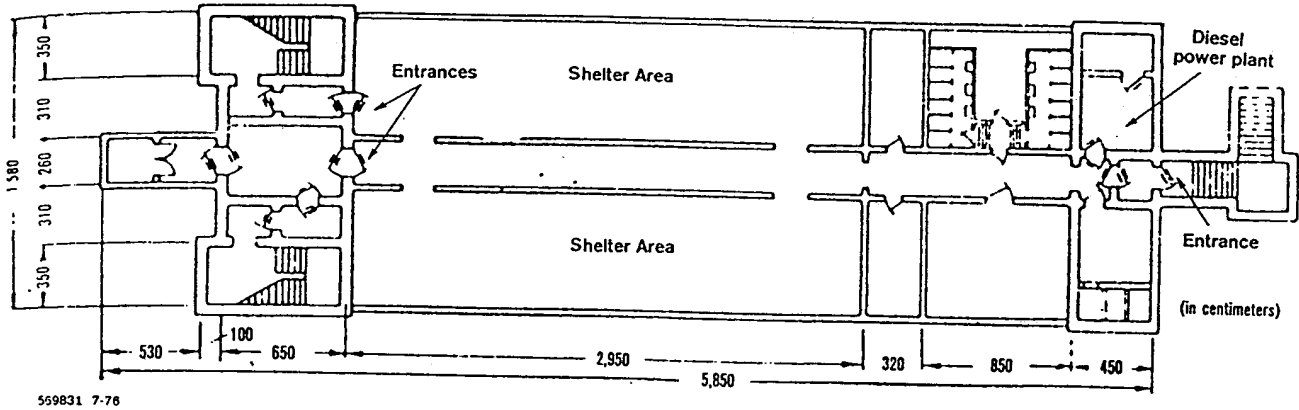 350
310
260
310
350
1 580
Entrances
Shelter Area
Diesel
power plant
Shelter Area
Entrance
(in centimeters)
530
100
650
2,950
320
850
450
5,850
569831 7-76